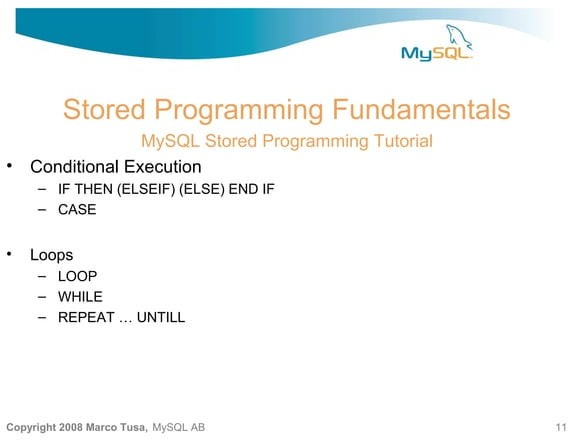 MySQL
Stored Programming Fundamentals
MySQL Stored Programming Tutorial
• Conditional Execution
– IF THEN (ELSEIF) (ELSE) END IF
– CASE
• Loops
– LOOP
– WHILE
– REPEAT … UNTILL
Copyright 2008 Marco Tusa, MySQL AB 11